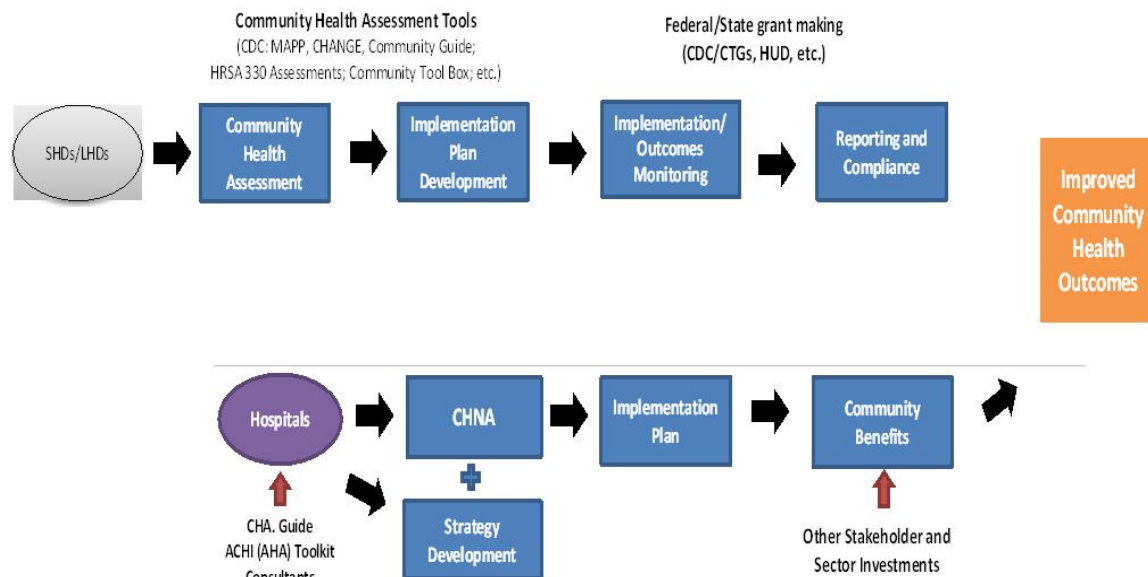 Community Health Assessment Tools
(CDC: MAPP, CHANGE, Community Guide;
HRSA 330 Assessments; Community Tool Box; etc.)
Federal/State grant making
(CDC/CTGs, HUD, etc.)
SHDs/LHDs
Community
Health
Assessment
Implementation
Plan
Development
Implementation/
Outcomes
Monitoring
Reporting and
Compliance
Improved
Community
Health
Outcomes
Hospitals
CHNA
Implementation
Plan
Community
Benefits
Strategy
Development
CHA. Guide
ACHI (AHA) Toolkit
Consultants
Other Stakeholder and
Sector Investments